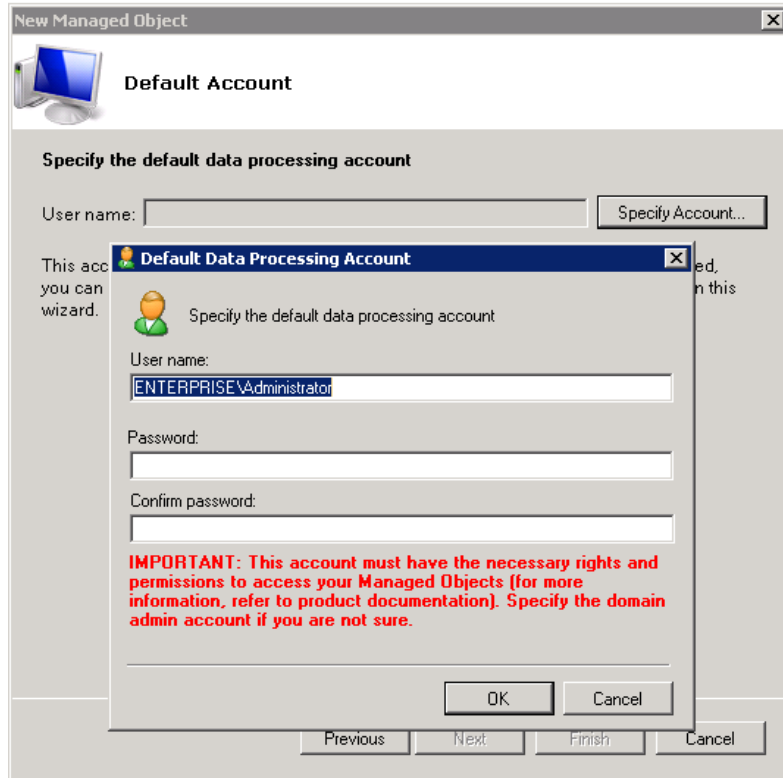 New Managed Object
Default Account
Specify the default data processing account
User name:
Specify Account...
This acc
ed,
you can
n this
wizard.
Default Data Processing Account
Specify the default data processing account
User name:
ENTERPRISE\Administrator
Password:
Confirm password:
IMPORTANT: This account must have the necessary rights and
permissions to access your Managed Objects (for more
information, refer to product documentation). Specify the domain
admin account if you are not sure.
OK
Cancel
Previous
Next
Finish
Cancel